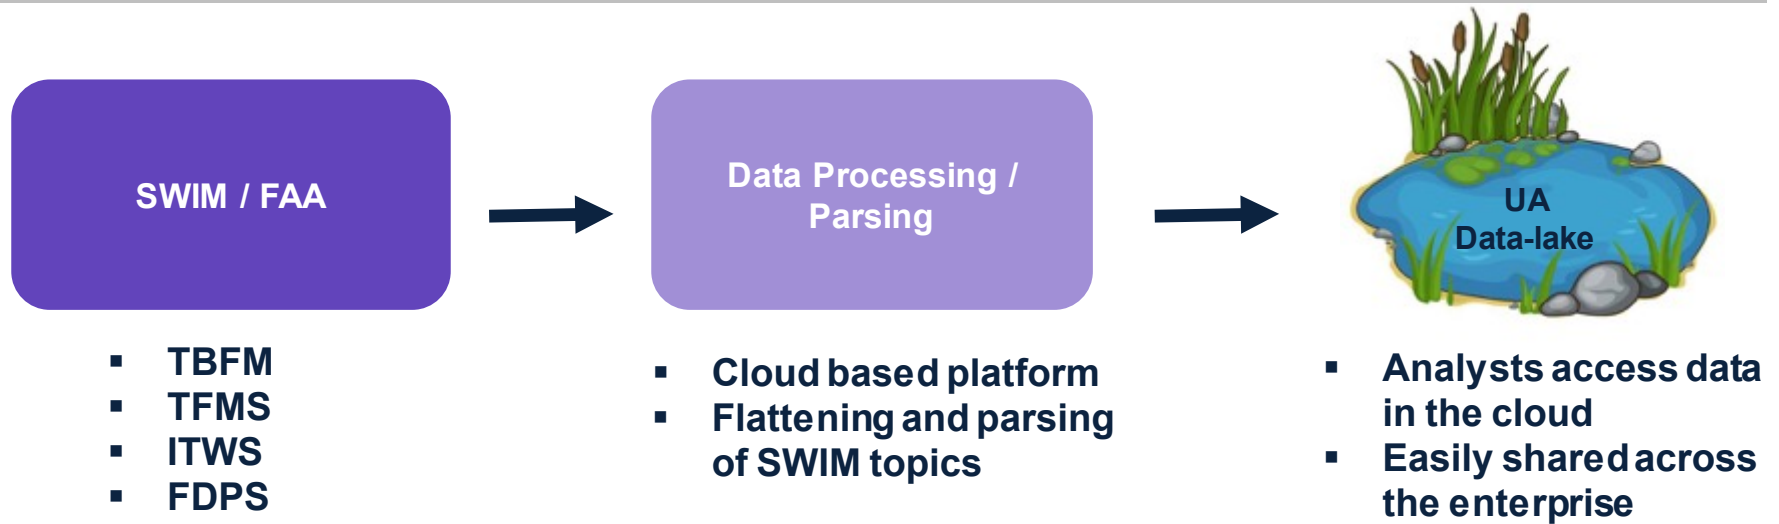 SWIM / FAA
▪ TBFM
▪ TFMS
▪ ITWS
▪ FDPS
Data Processing /
Parsing
▪ Cloud based platform
▪ Flattening and parsing
of SWIM topics
UA
Data-lake
▪ Analysts access data
in the cloud
▪ Easily shared across
the enterprise